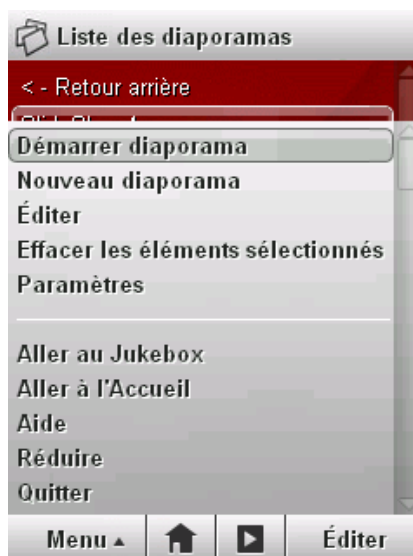 Liste des diaporamas
< - Retour arrière
Démarrer diaporama
Nouveau diaporama
Éditer
Effacer les éléments sélectionnés
Paramètres
Aller au Jukebox
Aller à l'Accueil
Aide
Réduire
Quitter
Menu Éditer